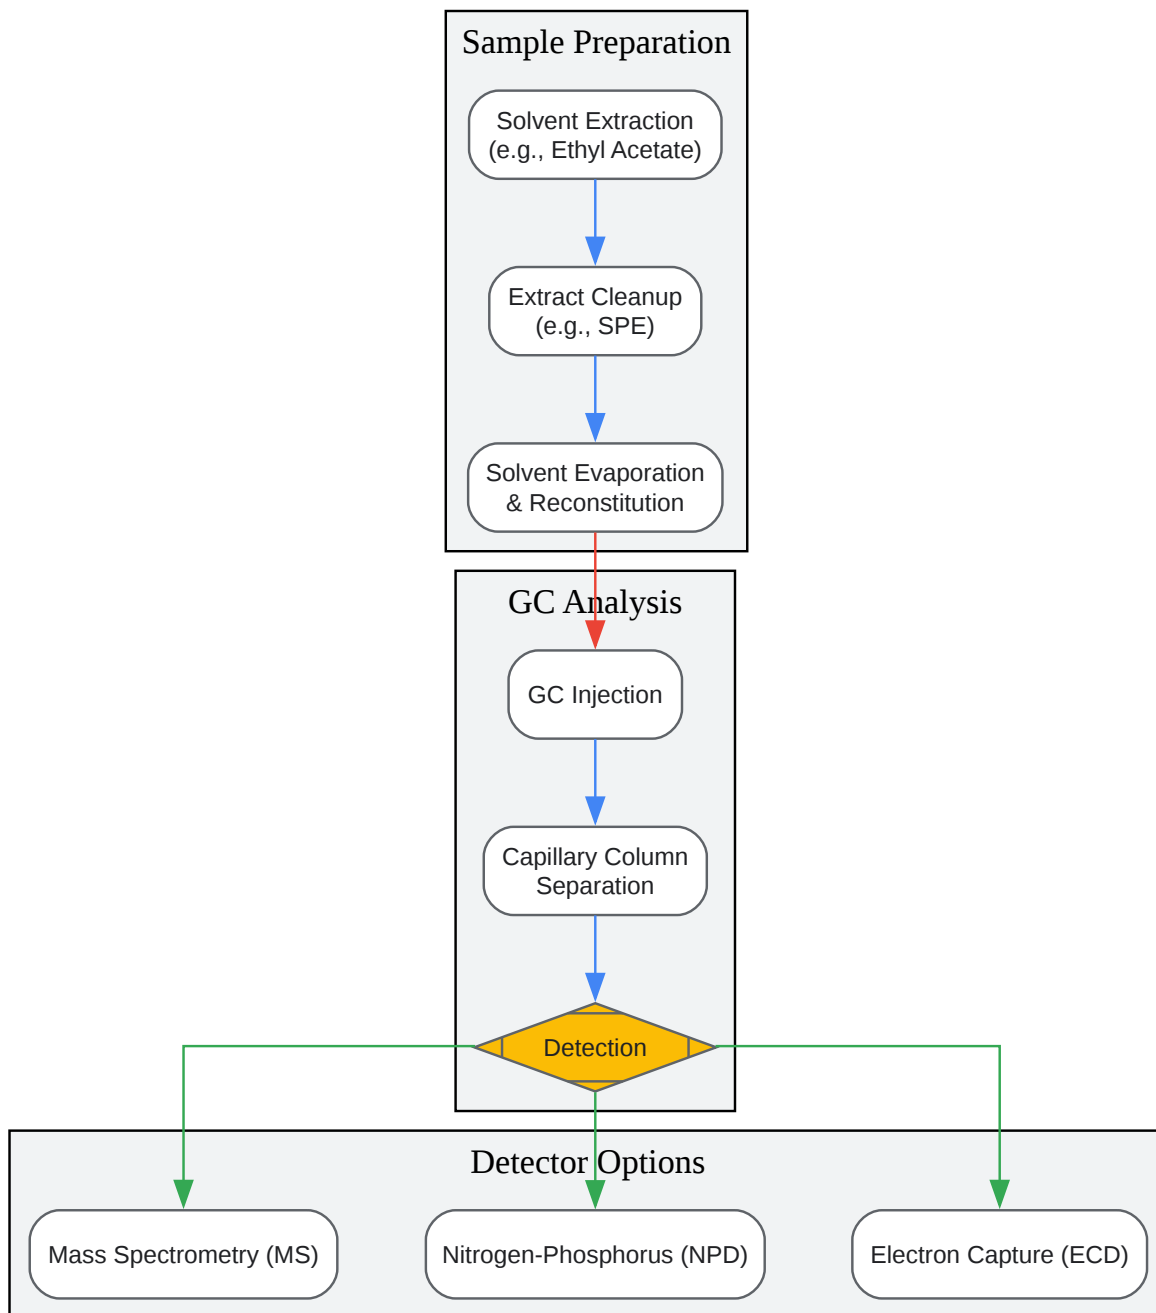 Sample Preparation
Solvent Extraction
(e.g., Ethyl Acetate)
Extract Cleanup
(e.g., SPE)
Solvent Evaporation
& Reconstitution
GC Analysis
GC Injection
Capillary Column
Separation
Detection
Detector Options
Mass Spectrometry (MS)
Nitrogen-Phosphorus (NPD)
Electron Capture (ECD)